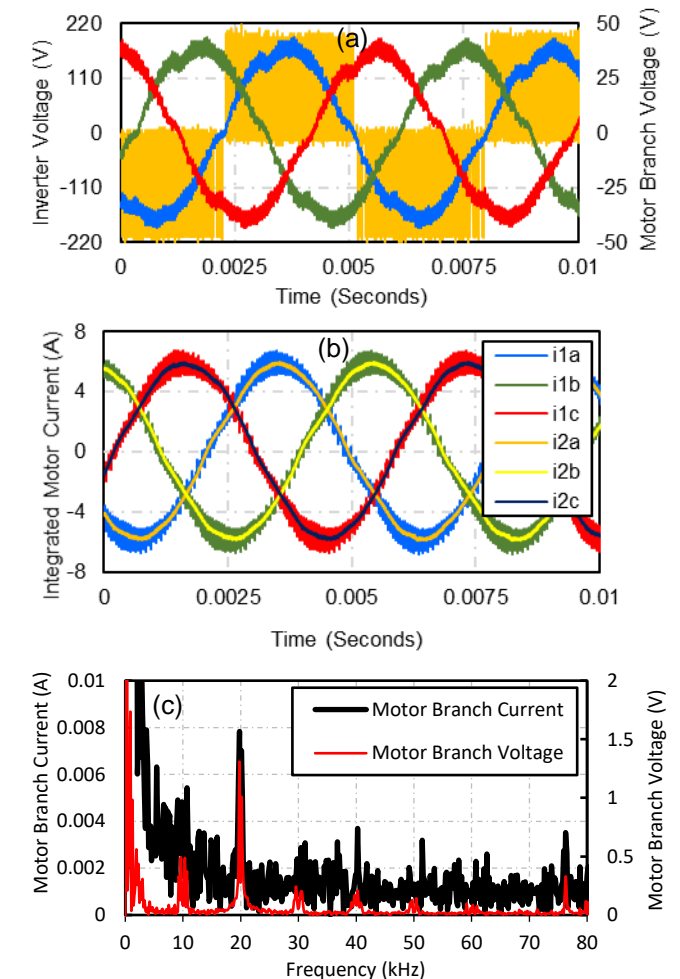 (a)
Inverter Voltage (V)
220
110
0
-110
-220
50
25
0
-25
-50
Motor Branch Voltage (V)
0 0.0025 0.005 0.0075 0.01
Time (Seconds)
(b)
Integrated Motor Current (A)
8
4
0
-4
-8
i1a
i1b
i1c
i2a
i2b
i2c
0 0.0025 0.005 0.0075 0.01
Time (Seconds)
(c)
Motor Branch Current (A)
0.01
0.008
0.006
0.004
0.002
0
Motor Branch Current
Motor Branch Voltage
2
1.5
1
0.5
0
Motor Branch Voltage (V)
0 10 20 30 40 50 60 70 80
Frequency (kHz)